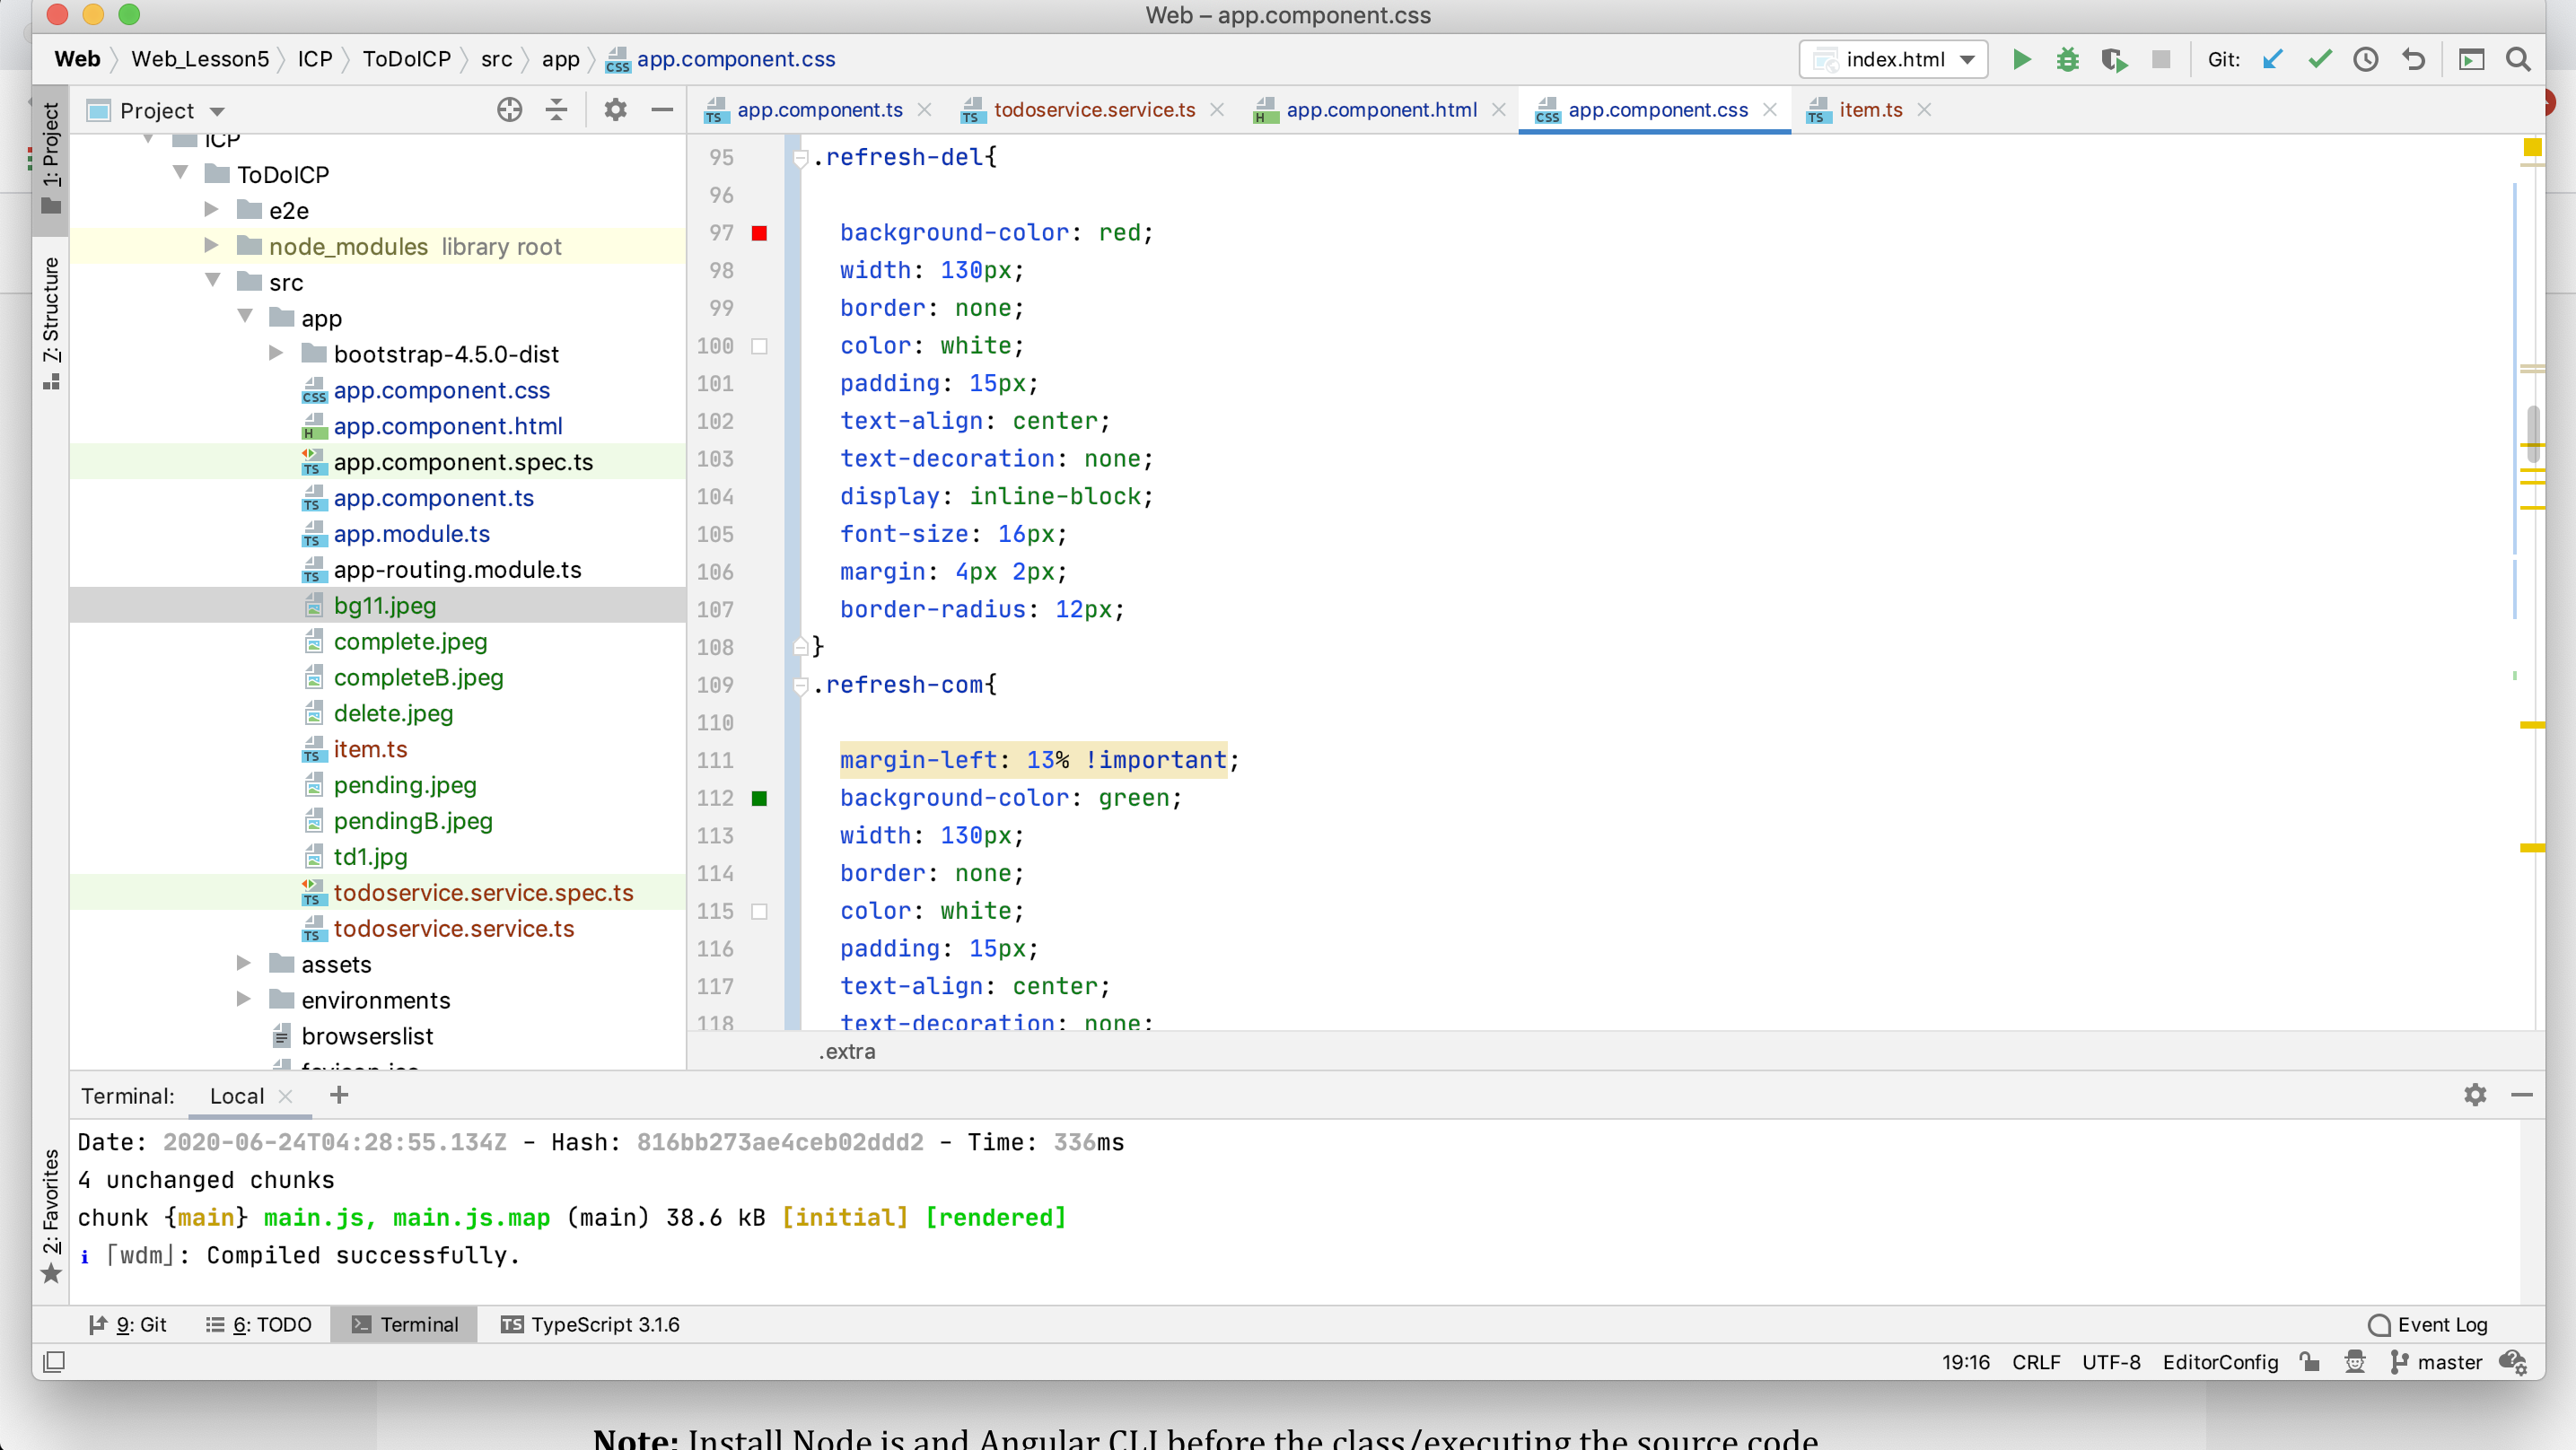 Web – app.component.css
Web Web_Lesson5 ICP ToDoICP src app app.component.css
index.html Git:
1: Project
7: Structure
2: Favorites
Project
ICP
ToDoICP
e2e
node_modules library root
src
app
bootstrap-4.5.0-dist
app.component.css
app.component.html
app.component.spec.ts
app.component.ts
app.module.ts
app-routing.module.ts
bg11.jpeg
complete.jpeg
completeB.jpeg
delete.jpeg
item.ts
pending.jpeg
pendingB.jpeg
td1.jpg
todoservice.service.spec.ts
todoservice.service.ts
assets
environments
browserslist
favicon.ico
app.component.ts todoservice.service.ts app.component.html app.component.css item.ts
95 .refresh-del{
96
97 background-color: red;
98 width: 130px;
99 border: none;
100 color: white;
101 padding: 15px;
102 text-align: center;
103 text-decoration: none;
104 display: inline-block;
105 font-size: 16px;
106 margin: 4px 2px;
107 border-radius: 12px;
108 }
109 .refresh-com{
110
111 margin-left: 13% !important;
112 background-color: green;
113 width: 130px;
114 border: none;
115 color: white;
116 padding: 15px;
117 text-align: center;
118 text-decoration: none;
.extra
Terminal: Local
Date: 2020-06-24T04:28:55.134Z - Hash: 816bb273ae4ceb02ddd2 - Time: 336ms
4 unchanged chunks
chunk {main} main.js, main.js.map (main) 38.6 kB [initial] [rendered]
i ｢wdm｣: Compiled successfully.
9: Git 6: TODO Terminal TypeScript 3.1.6 Event Log
19:16 CRLF UTF-8 EditorConfig master
Note: Install Node js and Angular CLI before the class/executing the source code